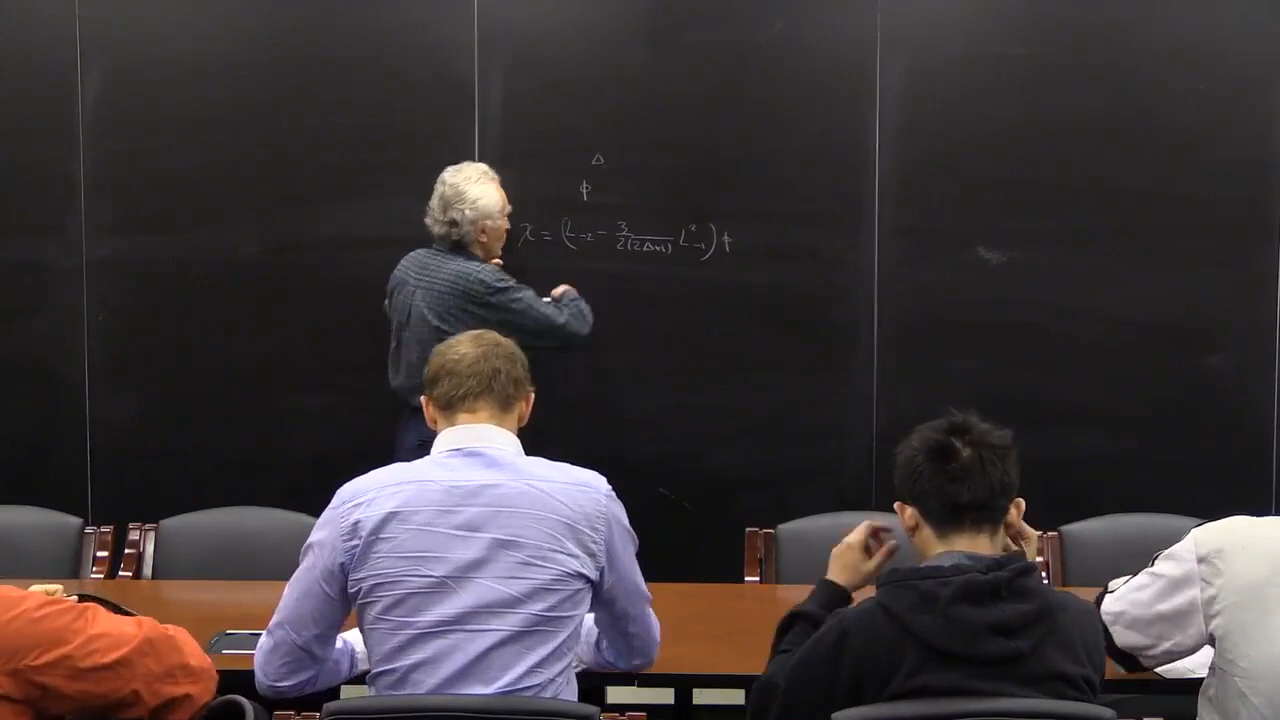 Δ
ϕ
χ = (L₋₂ − 3/(2(2Δ+1)) L²₋₁) ϕ